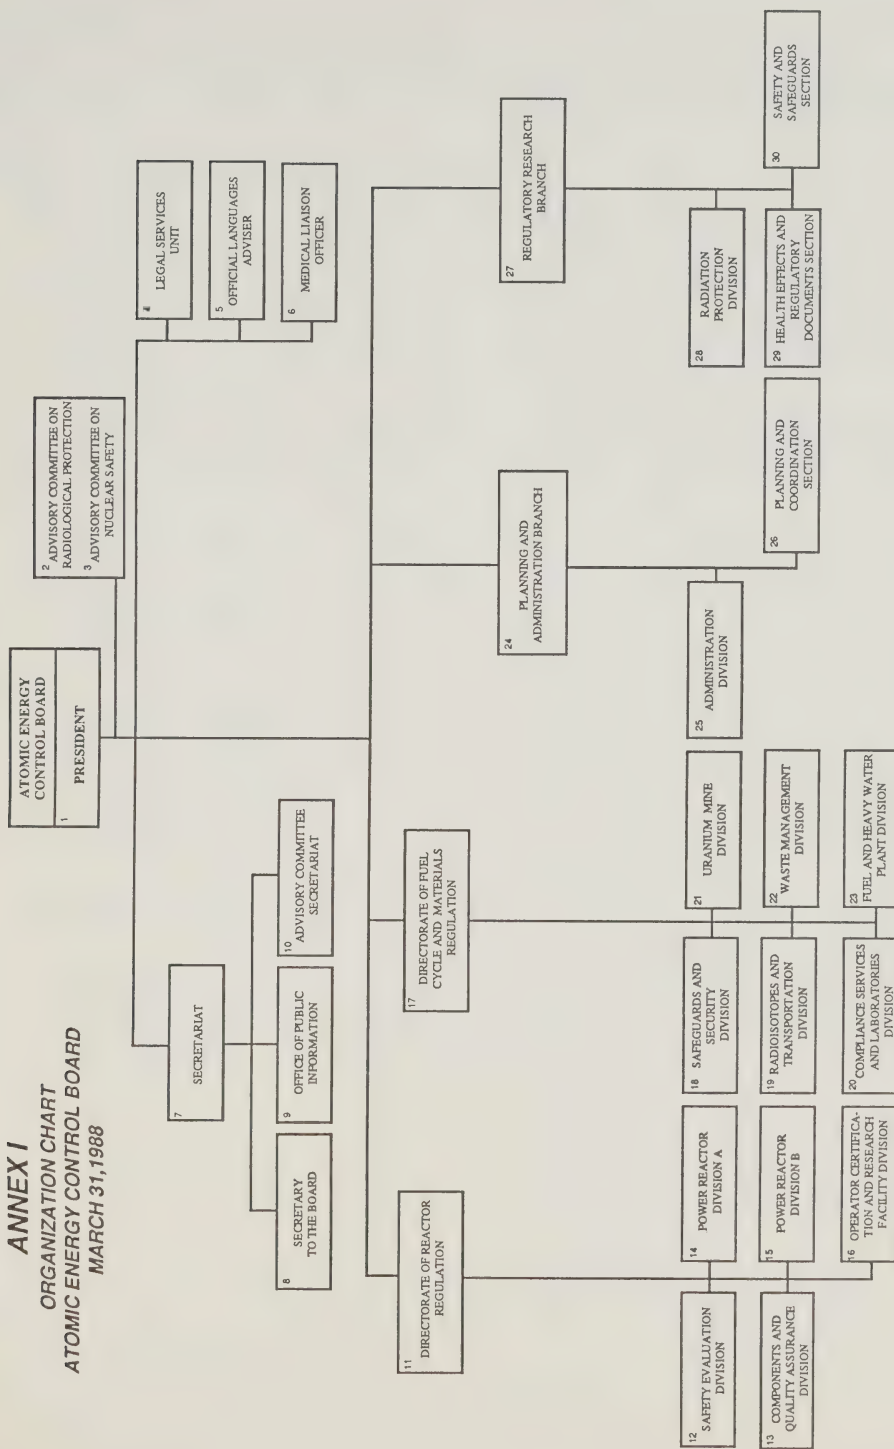 ANNEX I
ORGANIZATION CHART
ATOMIC ENERGY CONTROL BOARD
MARCH 31,1988
ATOMIC ENERGY
CONTROL BOARD
1
PRESIDENT
2 ADVISORY COMMITTEE ON
RADIOLOGICAL PROTECTION
3 ADVISORY COMMITTEE ON
NUCLEAR SAFETY
4
LEGAL SERVICES
UNIT
5
OFFICIAL LANGUAGES
ADVISER
6
MEDICAL LIAISON
OFFICER
7
SECRETARIAT
8
SECRETARY
TO THE BOARD
9
OFFICE OF PUBLIC
INFORMATION
10
ADVISORY COMMITTEE
SECRETARIAT
11
DIRECTORATE OF REACTOR
REGULATION
12
SAFETY EVALUATION
DIVISION
13
COMPONENTS AND
QUALITY ASSURANCE
DIVISION
14
POWER REACTOR
DIVISION A
15
POWER REACTOR
DIVISION B
16
OPERATOR CERTIFICA-
TION AND RESEARCH
FACILITY DIVISION
17
DIRECTORATE OF FUEL
CYCLE AND MATERIALS
REGULATION
18
SAFEGUARDS AND
SECURITY
DIVISION
19
RADIOISOTOPES AND
TRANSPORTATION
DIVISION
20
COMPLIANCE SERVICES
AND LABORATORIES
DIVISION
21
URANIUM MINE
DIVISION
22
WASTE MANAGEMENT
DIVISION
23
FUEL AND HEAVY WATER
PLANT DIVISION
24
PLANNING AND
ADMINISTRATION BRANCH
25
ADMINISTRATION
DIVISION
26
PLANNING AND
COORDINATION
SECTION
27
REGULATORY RESEARCH
BRANCH
28
RADIATION
PROTECTION
DIVISION
29
HEALTH EFFECTS AND
REGULATORY
DOCUMENTS SECTION
30
SAFETY AND
SAFEGUARDS
SECTION